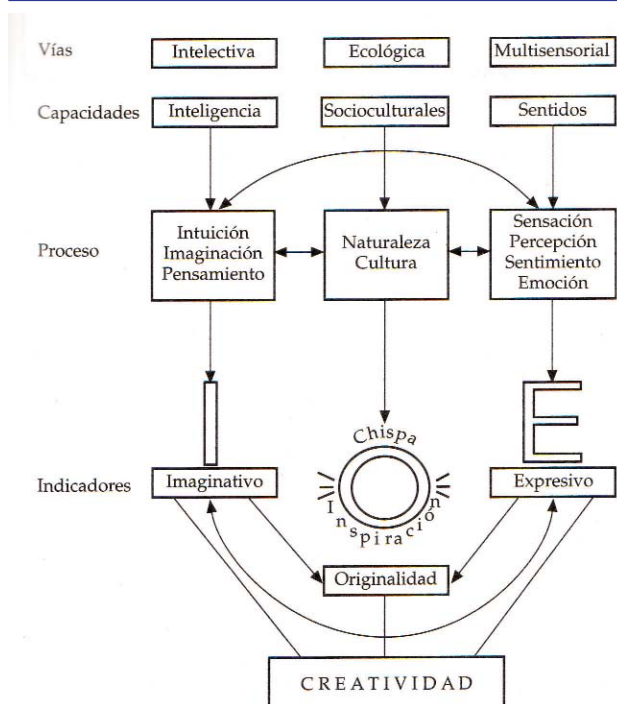 Vías
Intelectiva
Ecológica
Multisensorial
Capacidades
Inteligencia
Socioculturales
Sentidos
Proceso
Intuición
Imaginación
Pensamiento
Naturaleza
Cultura
Sensación
Percepción
Sentimiento
Emoción
I
Chispa
E
Indicadores
Imaginativo
Inspiración
Expresivo
Originalidad
CREATIVIDAD